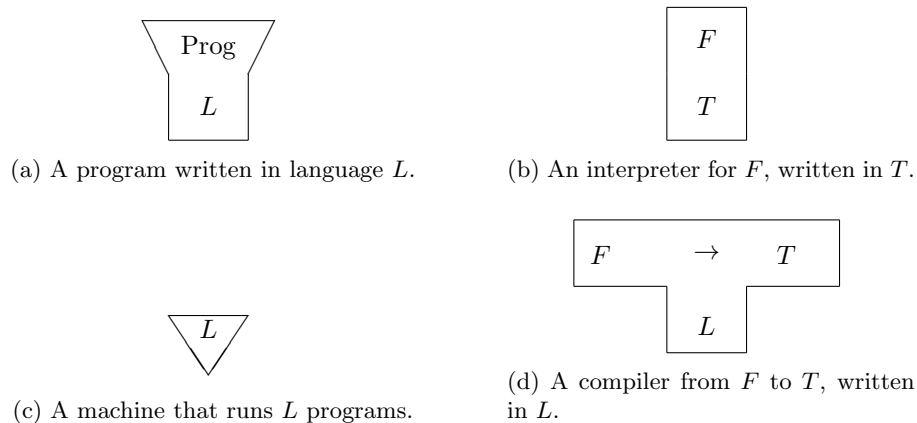 Prog
L
(a) A program written in language L.
F
T
(b) An interpreter for F, written in T.
L
(c) A machine that runs L programs.
F → T
L
(d) A compiler from F to T, written
in L.